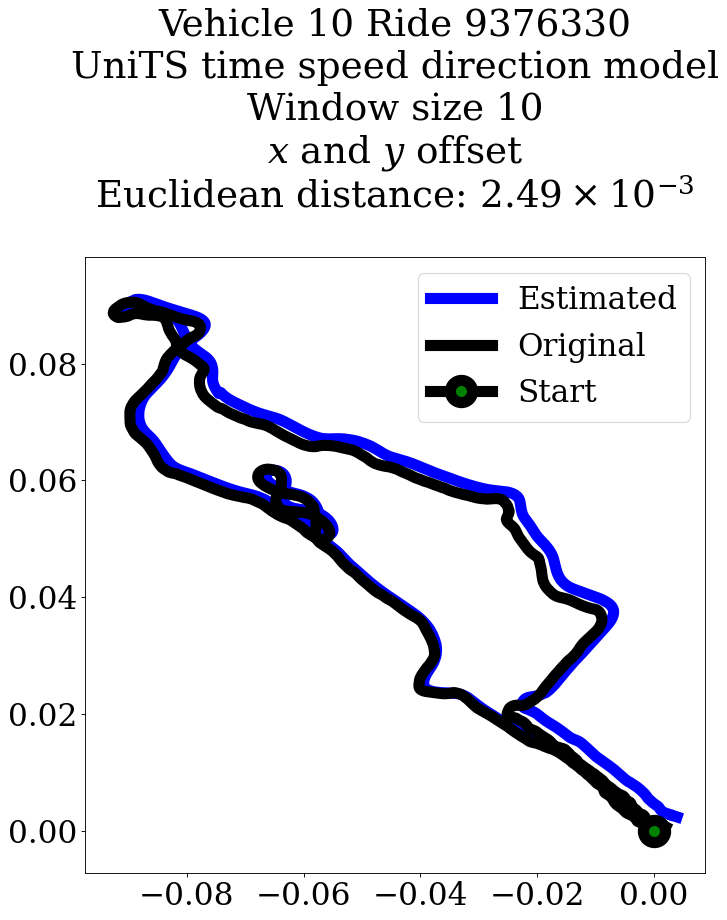 Vehicle 10 Ride 9376330
UniTS time speed direction model
Window size 10
x and y offset
Euclidean distance: 2.49 × 10⁻³
Estimated
Original
Start
0.08
0.06
0.04
0.02
0.00
−0.08 −0.06 −0.04 −0.02 0.00